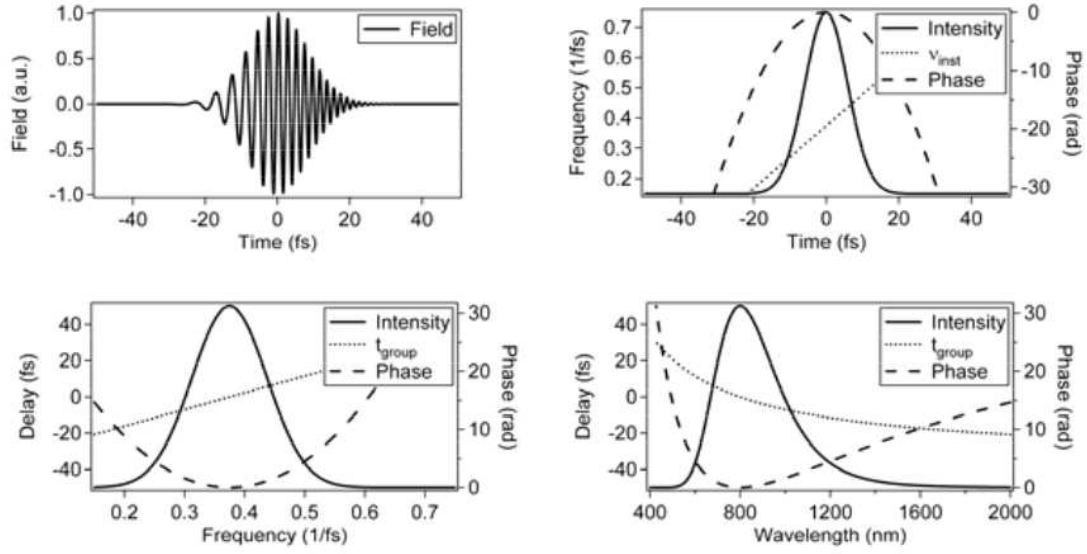 Field (a.u.)
1.0
0.5
0.0
-0.5
-1.0
Field
-40 -20 0 20 40
Time (fs)
Frequency (1/fs)
0.7
0.6
0.5
0.4
0.3
0.2
Intensity
νinst
Phase
0
-10
-20
-30
Phase (rad)
-40 -20 0 20 40
Time (fs)
Delay (fs)
40
20
0
-20
-40
Intensity
tgroup
Phase
30
20
10
0
Phase (rad)
0.2 0.3 0.4 0.5 0.6 0.7
Frequency (1/fs)
Delay (fs)
40
20
0
-20
-40
Intensity
tgroup
Phase
30
20
10
0
Phase (rad)
400 800 1200 1600 2000
Wavelength (nm)